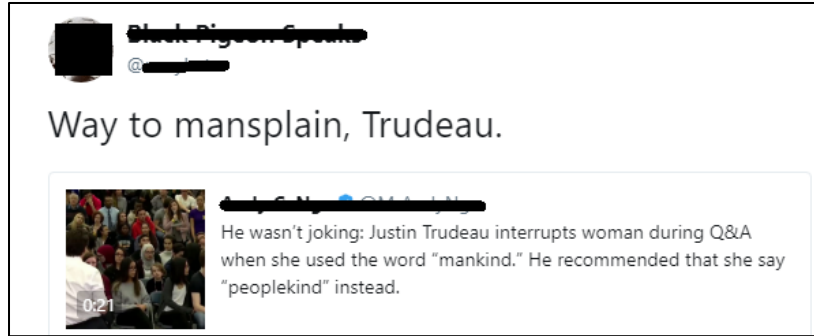 @
Way to mansplain, Trudeau.
He wasn't joking: Justin Trudeau interrupts woman during Q&A
when she used the word “mankind.” He recommended that she say
“peoplekind” instead.
0:21